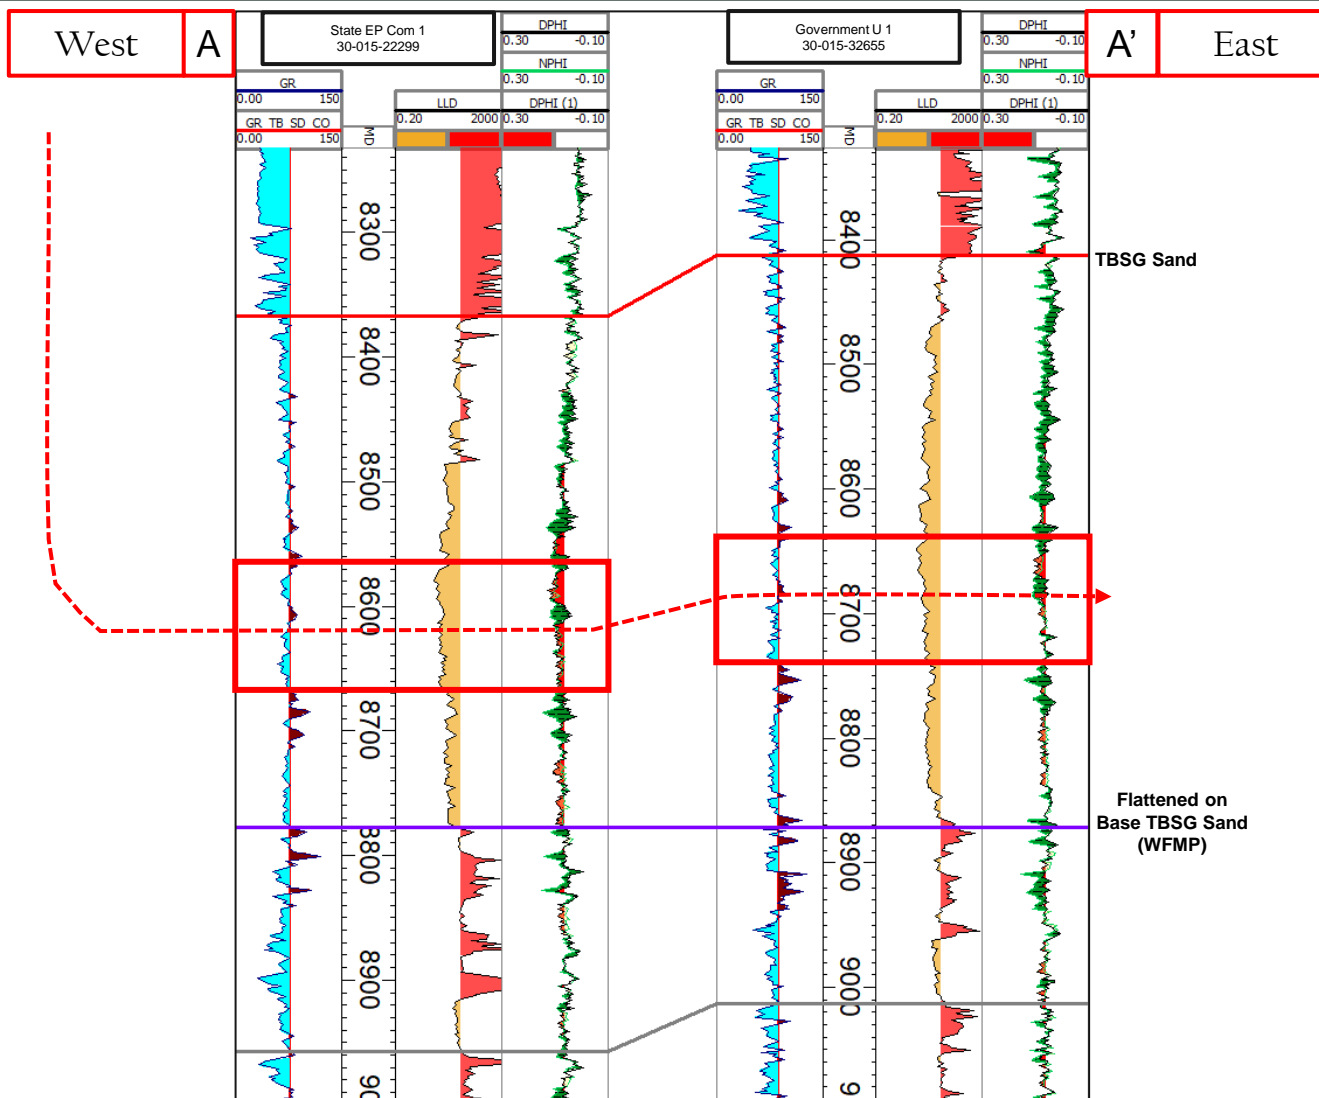 West
A
State EP Com 1
30-015-22299
DPHI
0.30 -0.10
NPHI
0.30 -0.10
GR
0.00 150
LLD
0.20 2000
DPHI (1)
0.30 -0.10
GR TB SD CO
0.00 150
MD
Government U 1
30-015-32655
DPHI
0.30 -0.10
NPHI
0.30 -0.10
GR
0.00 150
LLD
0.20 2000
DPHI (1)
0.30 -0.10
GR TB SD CO
0.00 150
MD
A'
East
8300
8400
8500
8600
8700
8800
8900
90
8400
8500
8600
8700
8800
8900
9000
9
TBSG Sand
Flattened on
Base TBSG Sand
(WFMP)